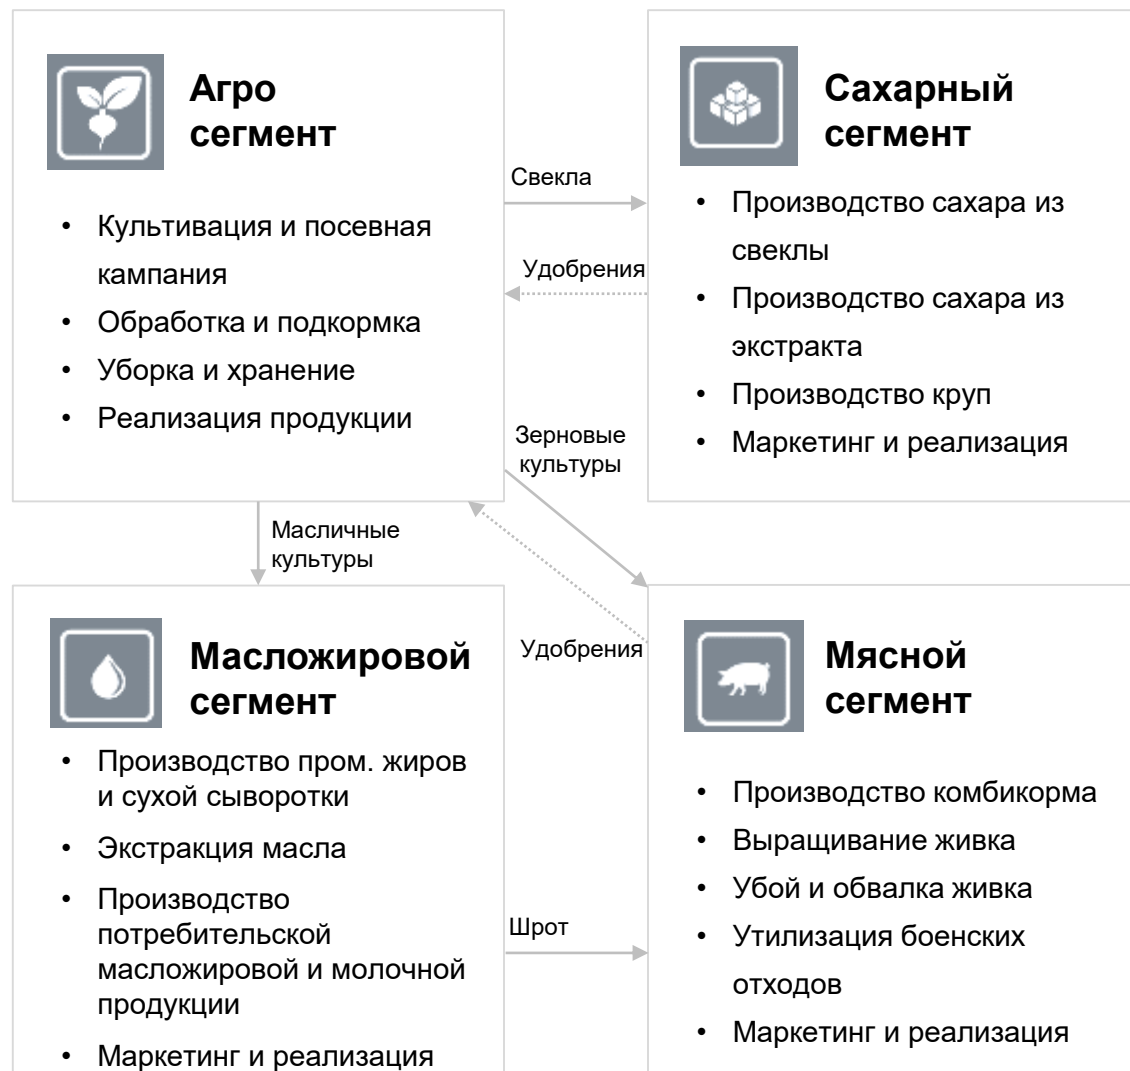 Агро
сегмент
• Культивация и посевная
кампания
• Обработка и подкормка
• Уборка и хранение
• Реализация продукции
Свекла
Удобрения
Сахарный
сегмент
• Производство сахара из
свеклы
• Производство сахара из
экстракта
• Производство круп
• Маркетинг и реализация
Зерновые
культуры
Масличные
культуры
Удобрения
Масложировой
сегмент
• Производство пром. жиров
и сухой сыворотки
• Экстракция масла
• Производство
потребительской
масложировой и молочной
продукции
• Маркетинг и реализация
Шрот
Мясной
сегмент
• Производство комбикорма
• Выращивание живка
• Убой и обвалка живка
• Утилизация боенских
отходов
• Маркетинг и реализация